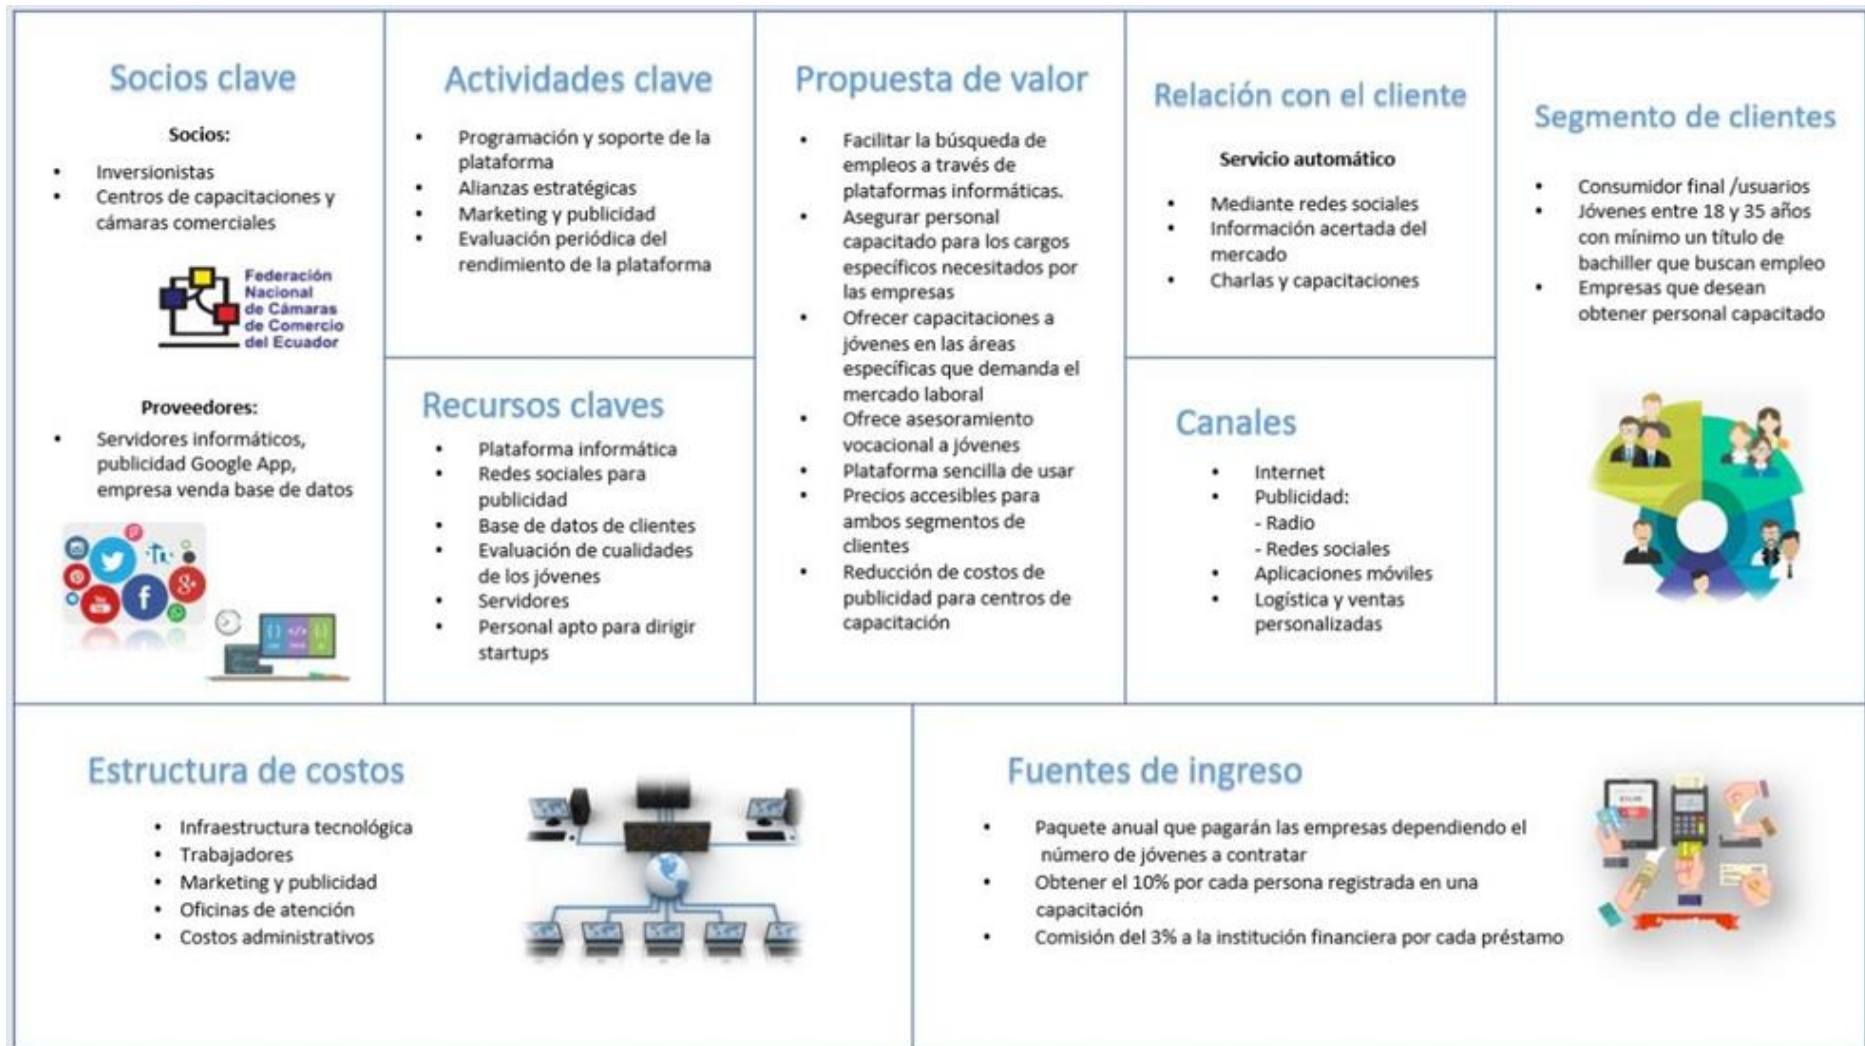 Socios clave
Socios:
• Inversionistas
• Centros de capacitaciones y
cámaras comerciales
Federación
Nacional
de Cámaras
de Comercio
del Ecuador
Proveedores:
• Servidores informáticos,
publicidad Google App,
empresa venda base de datos
Actividades clave
• Programación y soporte de la
plataforma
• Alianzas estratégicas
• Marketing y publicidad
• Evaluación periódica del
rendimiento de la plataforma
Recursos claves
• Plataforma informática
• Redes sociales para
publicidad
• Base de datos de clientes
• Evaluación de cualidades
de los jóvenes
• Servidores
• Personal apto para dirigir
startups
Propuesta de valor
• Facilitar la búsqueda de
empleos a través de
plataformas informáticas.
• Asegurar personal
capacitado para los cargos
específicos necesitados por
las empresas
• Ofrecer capacitaciones a
jóvenes en las áreas
específicas que demanda el
mercado laboral
• Ofrece asesoramiento
vocacional a jóvenes
• Plataforma sencilla de usar
• Precios accesibles para
ambos segmentos de
clientes
• Reducción de costos de
publicidad para centros de
capacitación
Relación con el cliente
Servicio automático
• Mediante redes sociales
• Información acertada del
mercado
• Charlas y capacitaciones
Canales
• Internet
• Publicidad:
- Radio
- Redes sociales
• Aplicaciones móviles
• Logística y ventas
personalizadas
Segmento de clientes
• Consumidor final /usuarios
• Jóvenes entre 18 y 35 años
con mínimo un título de
bachiller que buscan empleo
• Empresas que desean
obtener personal capacitado
Estructura de costos
• Infraestructura tecnológica
• Trabajadores
• Marketing y publicidad
• Oficinas de atención
• Costos administrativos
Fuentes de ingreso
• Paquete anual que pagarán las empresas dependiendo el
número de jóvenes a contratar
• Obtener el 10% por cada persona registrada en una
capacitación
• Comisión del 3% a la institución financiera por cada préstamo